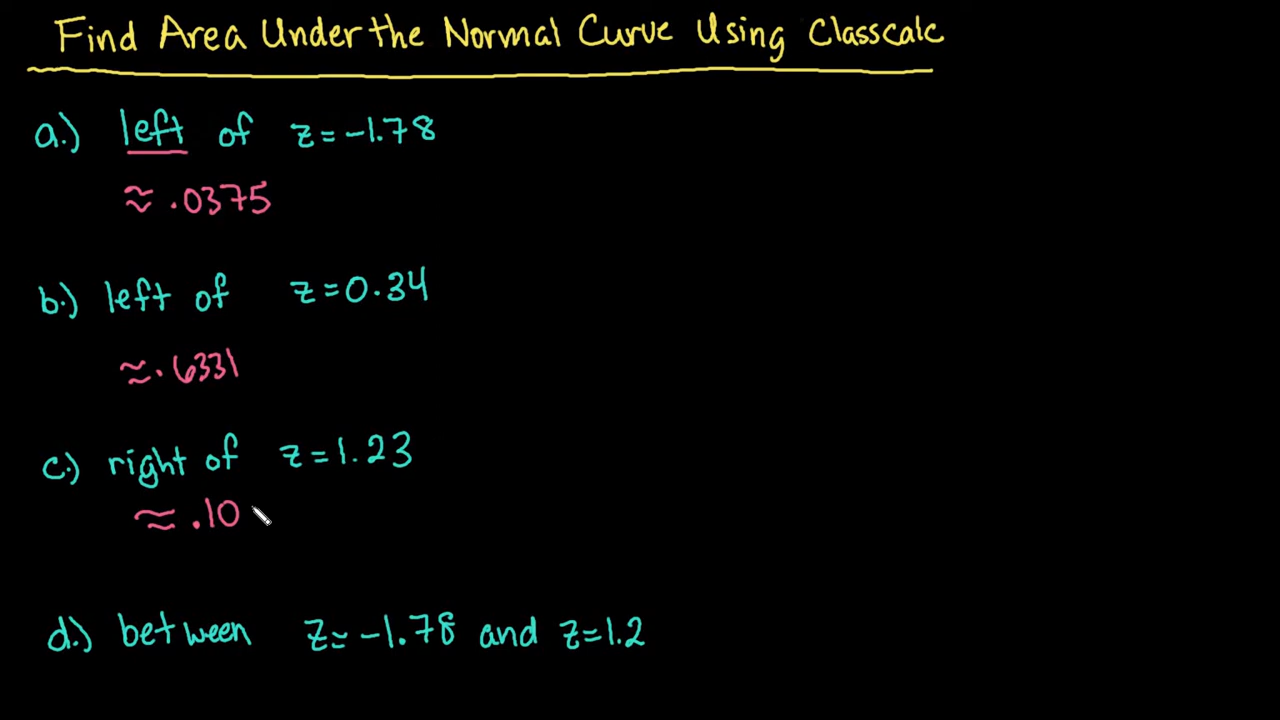 Find Area Under the Normal Curve Using Classcalc
a.) left of z=-1.78
≈ .0375
b.) left of z=0.34
≈ .6331
c.) right of z=1.23
≈ .10
d.) between z=-1.78 and z=1.2